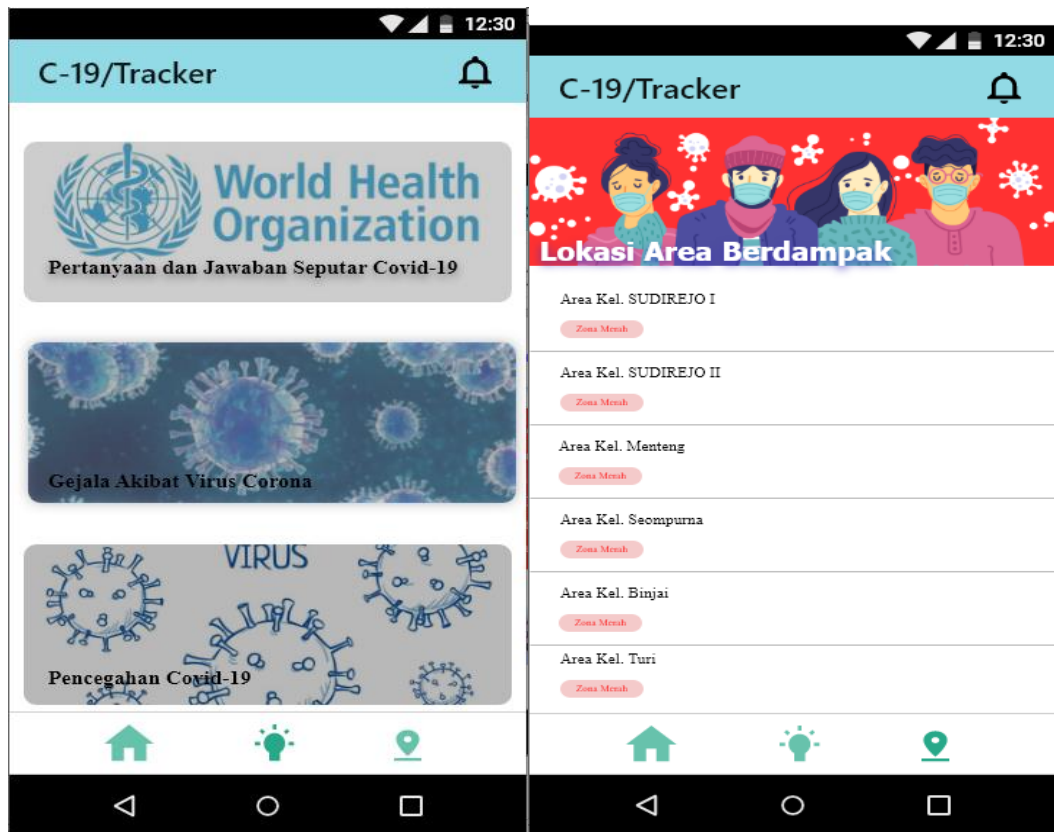 12:30
C-19/Tracker
World Health
Organization
Pertanyaan dan Jawaban Seputar Covid-19
Gejala Akibat Virus Corona
VIRUS
Pencegahan Covid-19
12:30
C-19/Tracker
Lokasi Area Berdampak
Area Kel. SUDIREJO I
Zona Merah
Area Kel. SUDIREJO II
Zona Merah
Area Kel. Menteng
Zona Merah
Area Kel. Seompurna
Zona Merah
Area Kel. Binjai
Zona Merah
Area Kel. Turi
Zona Merah